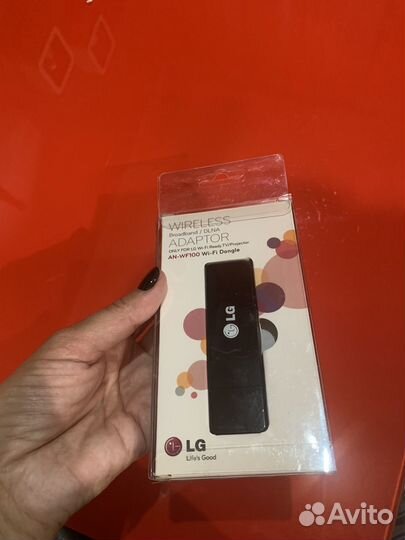 WIRELESS
Broadband / DLNA
ADAPTOR
ONLY FOR LG Wi-Fi Ready TV/Projector
AN-WF100 Wi-Fi Dongle
LG
LG
Life's Good
Avito